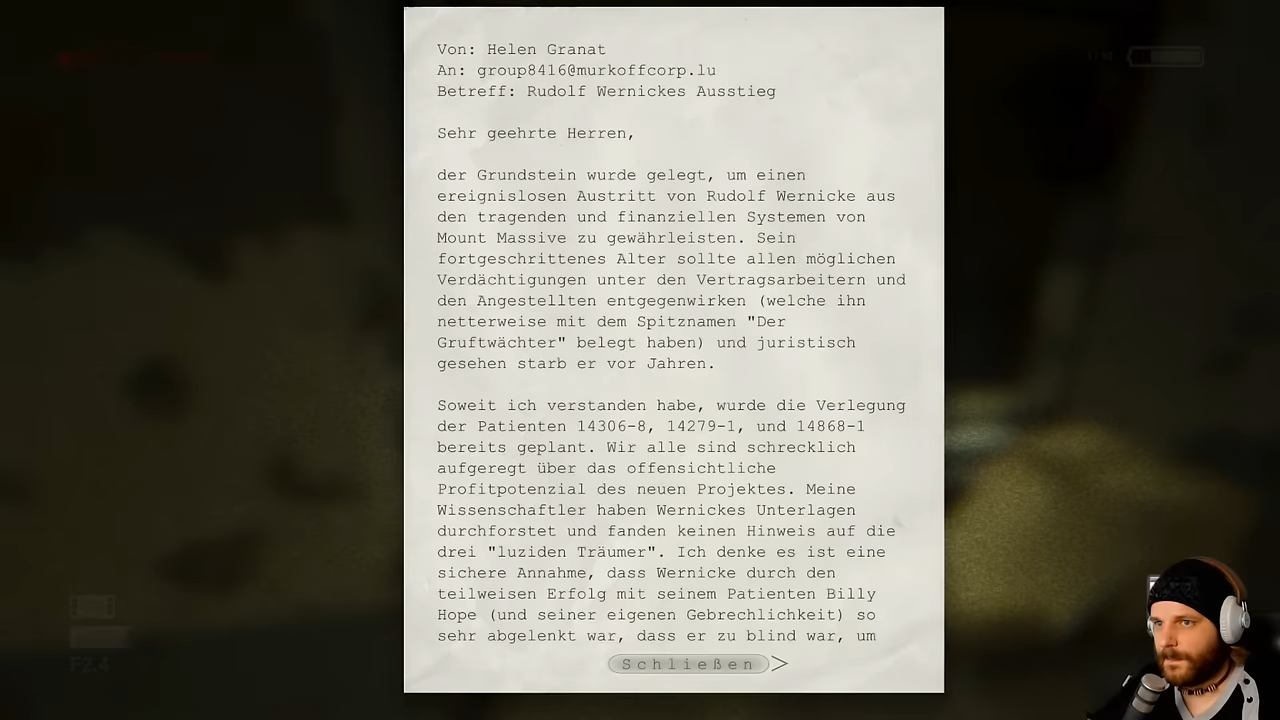 Von: Helen Granat
An: group8416@murkoffcorp.lu
Betreff: Rudolf Wernickes Ausstieg
Sehr geehrte Herren,
der Grundstein wurde gelegt, um einen
ereignislosen Austritt von Rudolf Wernicke aus
den tragenden und finanziellen Systemen von
Mount Massive zu gewährleisten. Sein
fortgeschrittenes Alter sollte allen möglichen
Verdächtigungen unter den Vertragsarbeitern und
den Angestellten entgegenwirken (welche ihn
netterweise mit dem Spitznamen "Der
Gruftwächter" belegt haben) und juristisch
gesehen starb er vor Jahren.
Soweit ich verstanden habe, wurde die Verlegung
der Patienten 14306-8, 14279-1, und 14868-1
bereits geplant. Wir alle sind schrecklich
aufgeregt über das offensichtliche
Profitpotenzial des neuen Projektes. Meine
Wissenschaftler haben Wernickes Unterlagen
durchforstet und fanden keinen Hinweis auf die
drei "luziden Träumer". Ich denke es ist eine
sichere Annahme, dass Wernicke durch den
teilweisen Erfolg mit seinem Patienten Billy
Hope (und seiner eigenen Gebrechlichkeit) so
sehr abgelenkt war, dass er zu blind war, um
Schließen >
F2.4